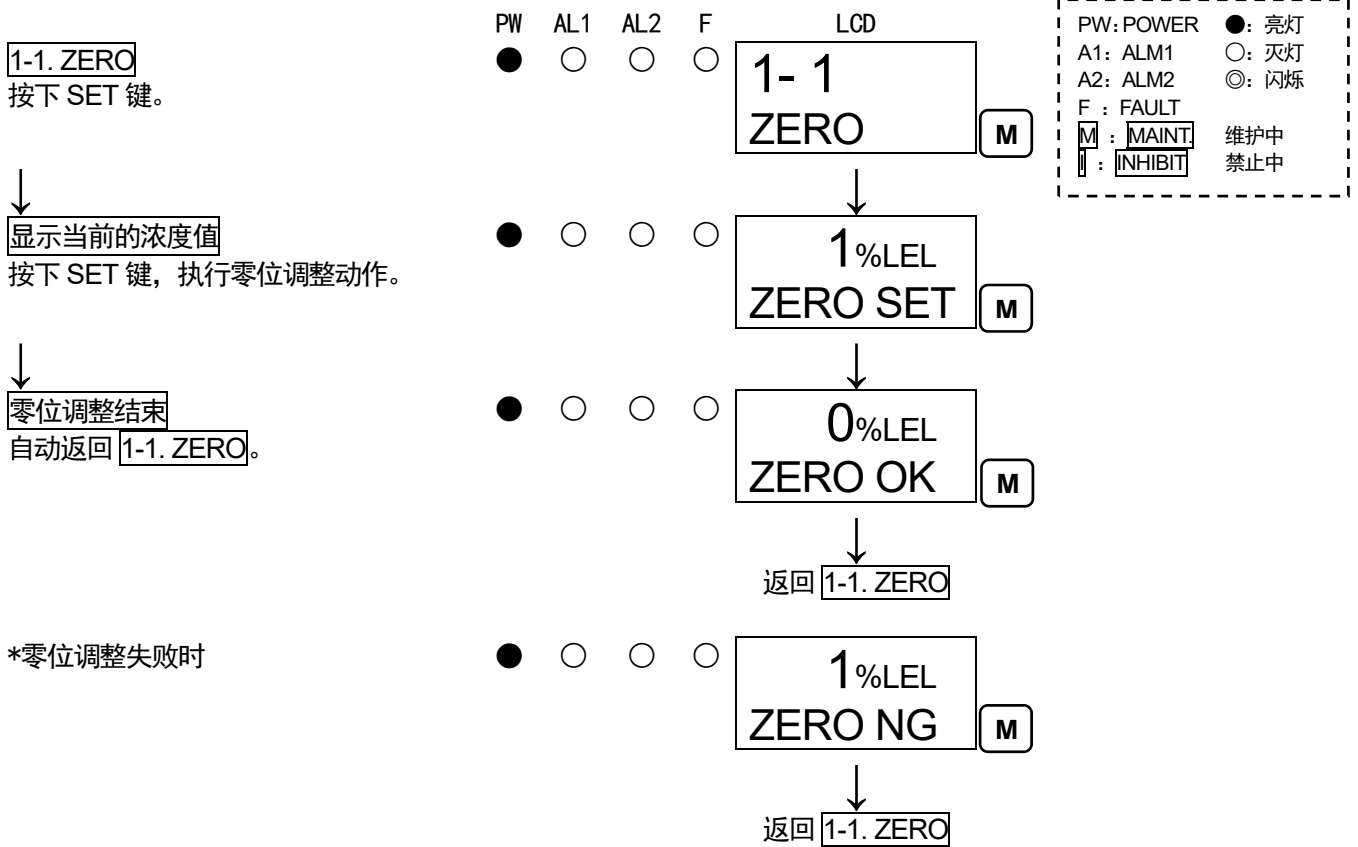 PW AL1 AL2 F LCD
PW:POWER ●:亮灯
A1: ALM1 ○:灭灯
A2: ALM2 ◎:闪烁
F : FAULT
M : MAINT. 维护中
I : INHIBIT 禁止中
1-1. ZERO
按下 SET 键。
● ○ ○ ○
1- 1
ZERO
M
↓
↓
显示当前的浓度值
按下 SET 键，执行零位调整动作。
● ○ ○ ○
1%LEL
ZERO SET
M
↓
↓
零位调整结束
自动返回 1-1. ZERO。
● ○ ○ ○
0%LEL
ZERO OK
M
↓
返回 1-1. ZERO
*零位调整失败时
● ○ ○ ○
1%LEL
ZERO NG
M
↓
返回 1-1. ZERO